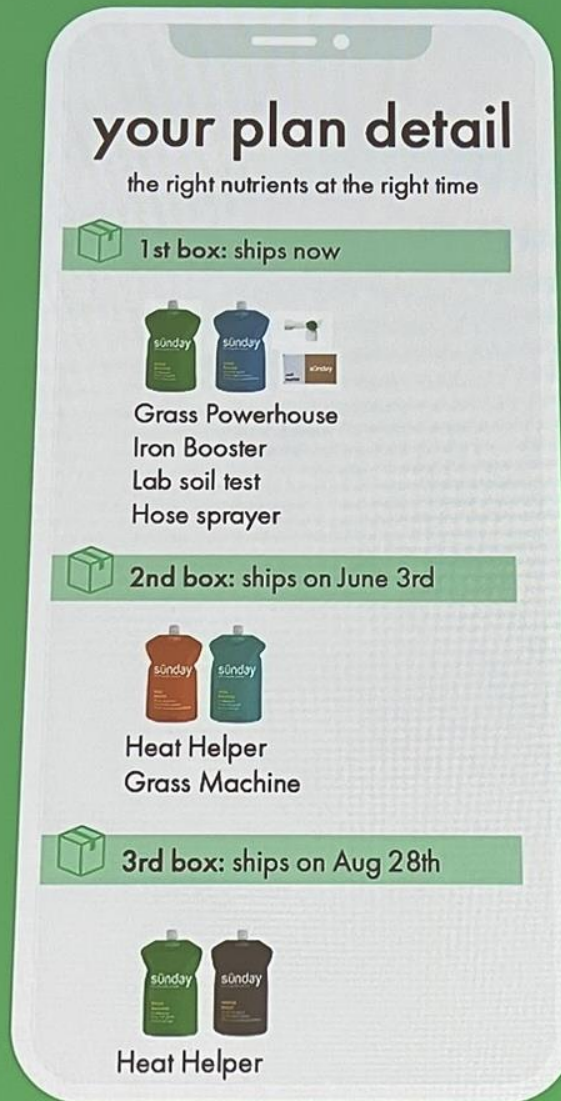 your plan detail
the right nutrients at the right time
1st box: ships now
sunday
sunday
sunday
Grass Powerhouse
Iron Booster
Lab soil test
Hose sprayer
2nd box: ships on June 3rd
sunday
sunday
Heat Helper
Grass Machine
3rd box: ships on Aug 28th
sunday
sunday
Heat Helper